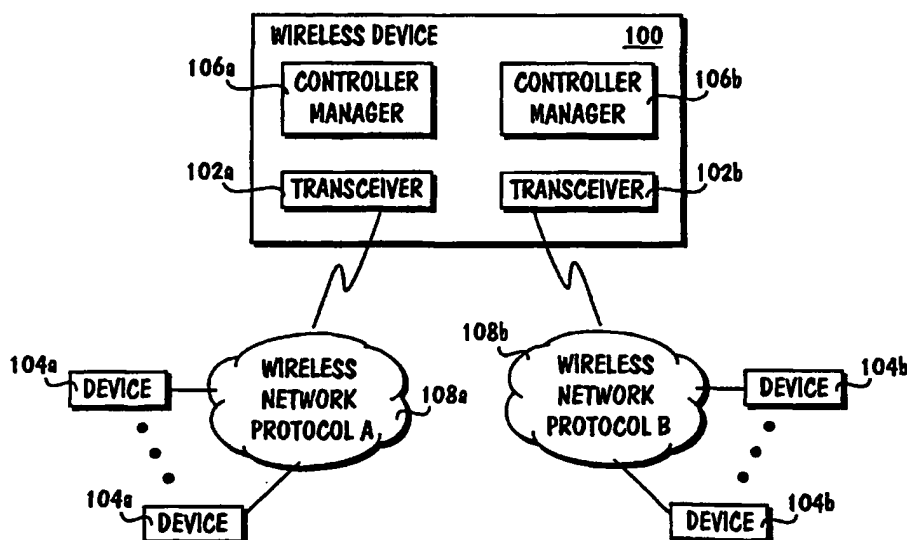 WIRELESS DEVICE 100
106a CONTROLLER MANAGER
CONTROLLER MANAGER 106b
102a TRANSCEIVER
TRANSCEIVER 102b
108b
104a DEVICE
WIRELESS NETWORK PROTOCOL A
108a
WIRELESS NETWORK PROTOCOL B
DEVICE 104b
104a DEVICE
DEVICE 104b